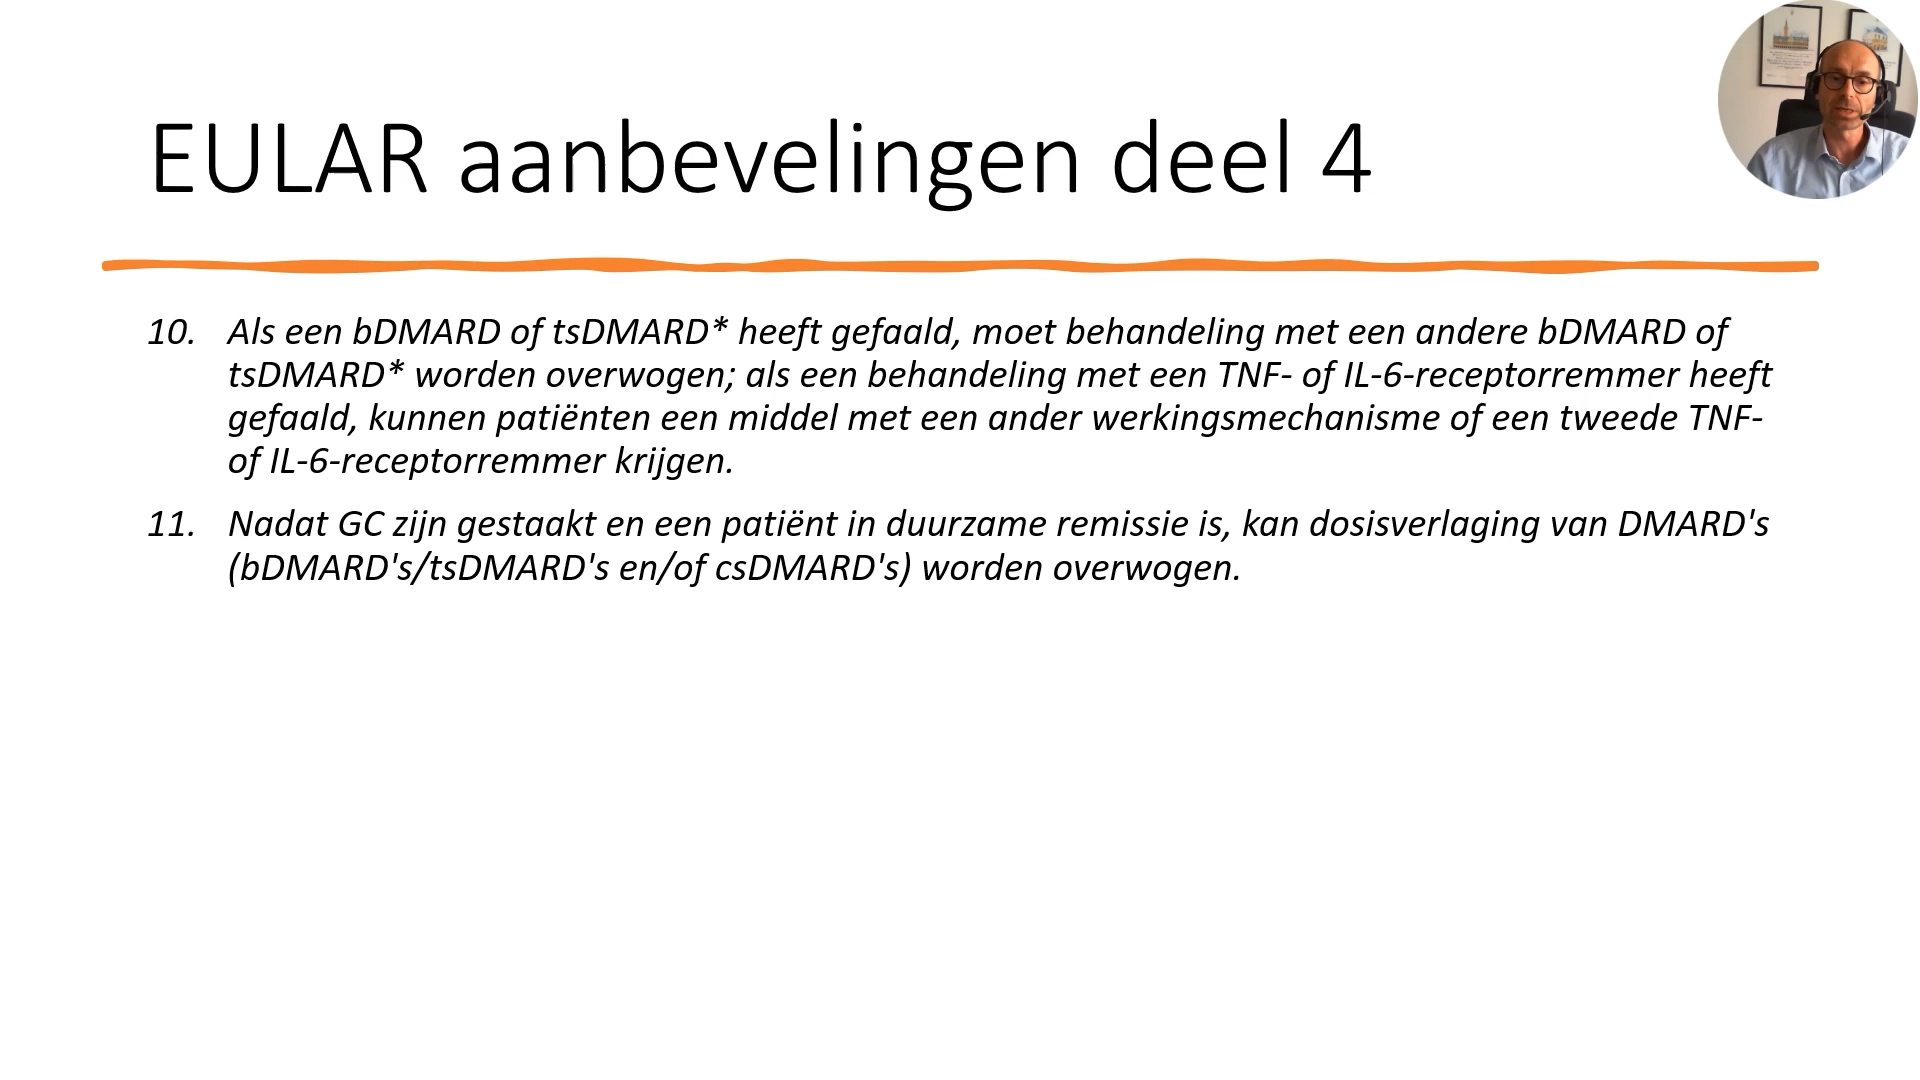 EULAR aanbevelingen deel 4
10. Als een bDMARD of tsDMARD* heeft gefaald, moet behandeling met een andere bDMARD of
tsDMARD* worden overwogen; als een behandeling met een TNF- of IL-6-receptorremmer heeft
gefaald, kunnen patiënten een middel met een ander werkingsmechanisme of een tweede TNF-
of IL-6-receptorremmer krijgen.
11. Nadat GC zijn gestaakt en een patiënt in duurzame remissie is, kan dosisverlaging van DMARD's
(bDMARD's/tsDMARD's en/of csDMARD's) worden overwogen.